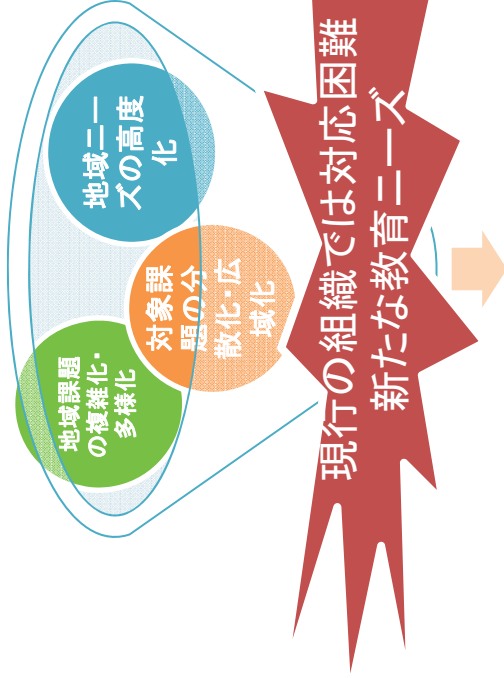 地域課題
の複雑化・
多様化
地域ニー
ズの高度
化
対象課
題の分
散化・広
域化
現行の組織では対応困難
新たな教育ニーズ